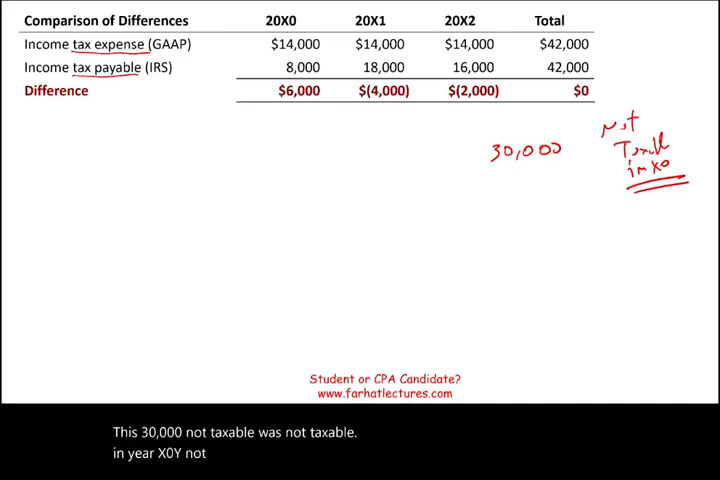 Comparison of Differences 20X0 20X1 20X2 Total
Income tax expense (GAAP) $14,000 $14,000 $14,000 $42,000
Income tax payable (IRS) 8,000 18,000 16,000 42,000
Difference $6,000 $(4,000) $(2,000) $0
30,000
Not
in X0
Student or CPA Candidate?
www.farhatlectures.com
This 30,000 not taxable was not taxable.
in year X0Y not